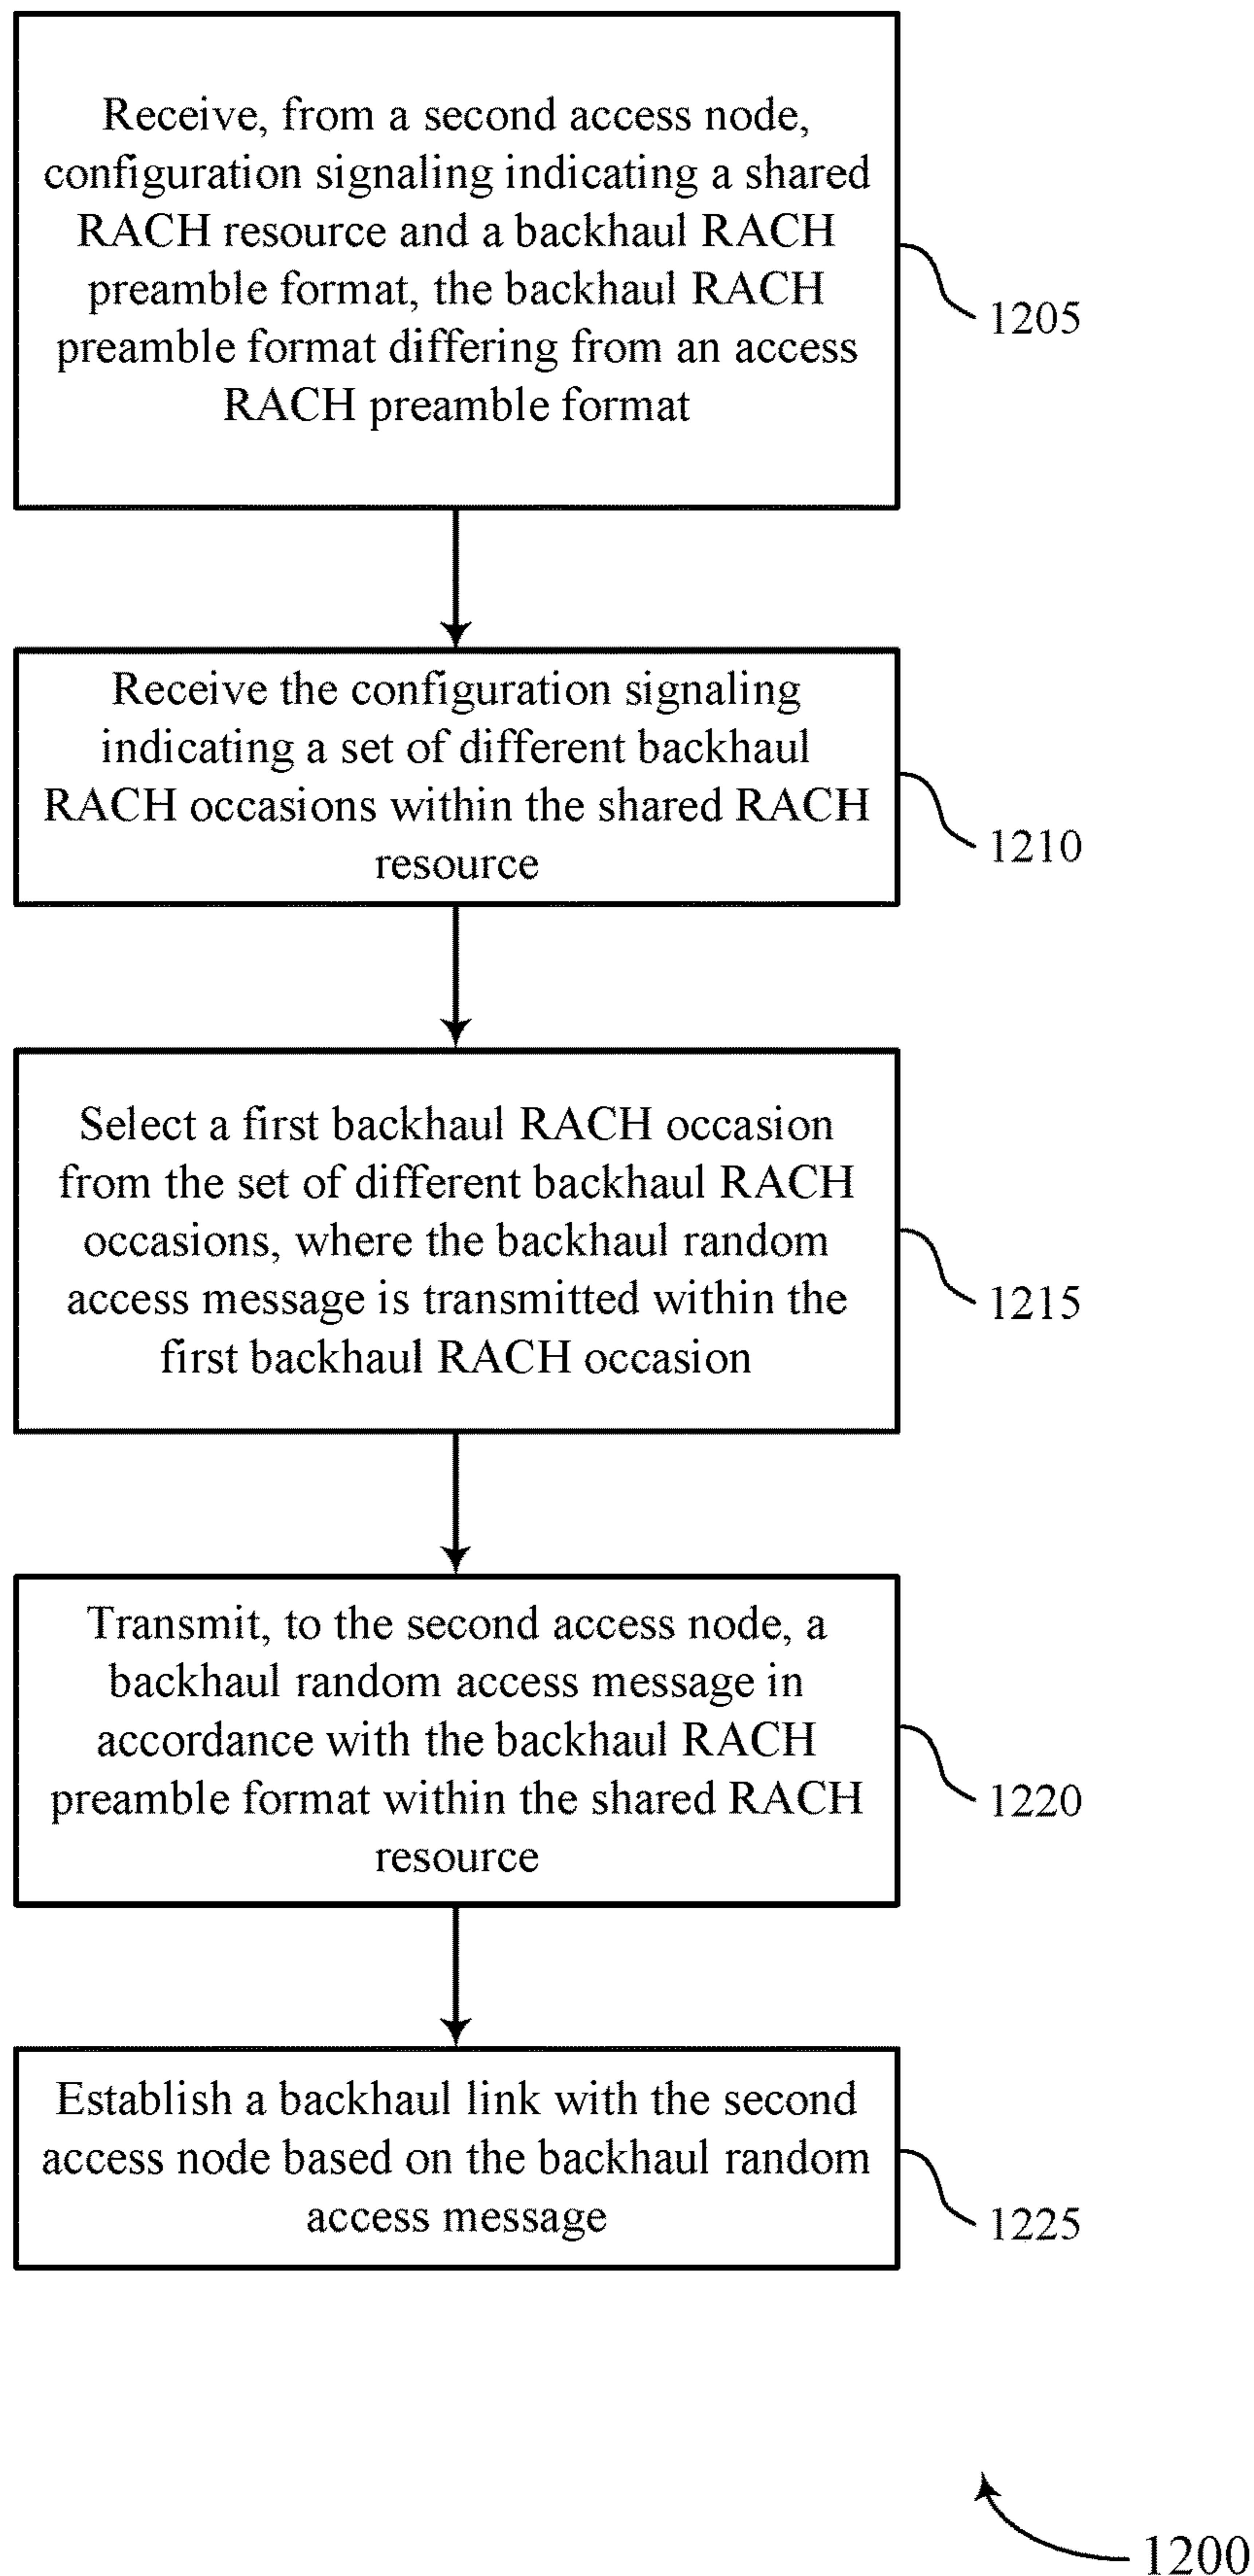 Receive, from a second access node,
configuration signaling indicating a shared
RACH resource and a backhaul RACH
preamble format, the backhaul RACH
preamble format differing from an access
RACH preamble format
1205
Receive the configuration signaling
indicating a set of different backhaul
RACH occasions within the shared RACH
resource
1210
Select a first backhaul RACH occasion
from the set of different backhaul RACH
occasions, where the backhaul random
access message is transmitted within the
first backhaul RACH occasion
1215
Transmit, to the second access node, a
backhaul random access message in
accordance with the backhaul RACH
preamble format within the shared RACH
resource
1220
Establish a backhaul link with the second
access node based on the backhaul random
access message
1225
1200